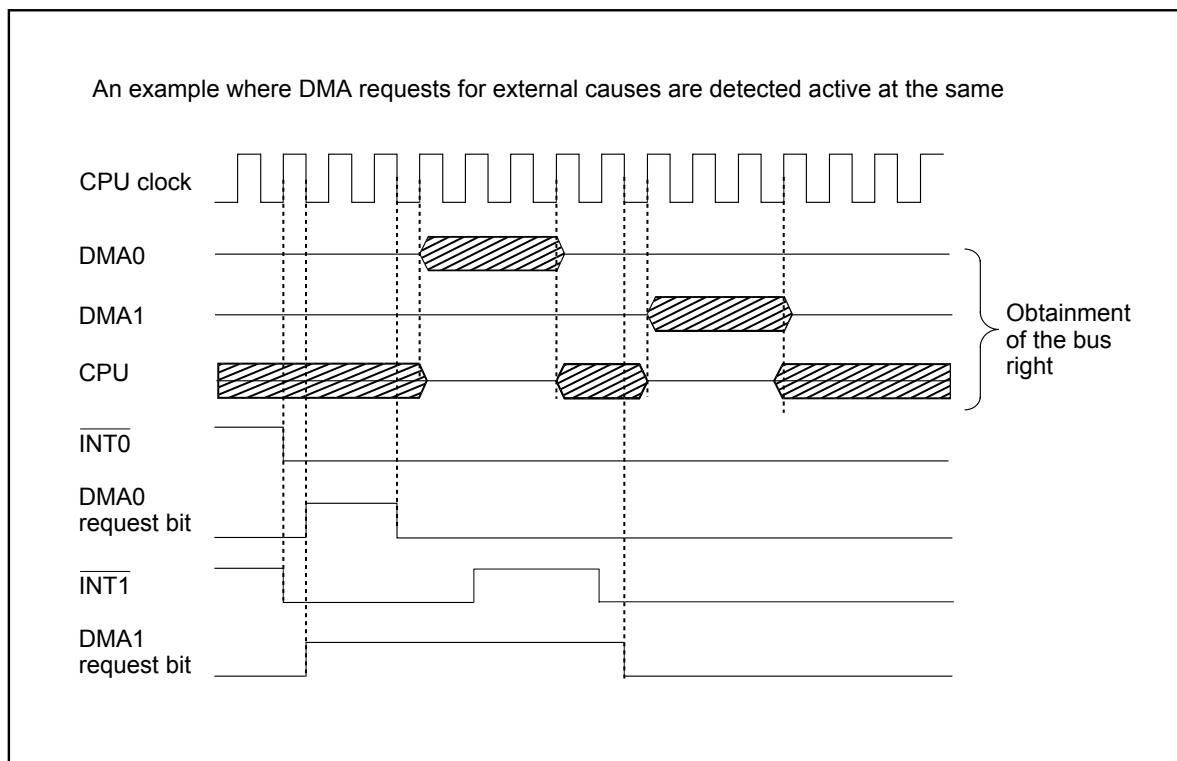 An example where DMA requests for external causes are detected active at the same
CPU clock
DMA0
DMA1
CPU
Obtainment
of the bus
right
INT0
DMA0
request bit
INT1
DMA1
request bit